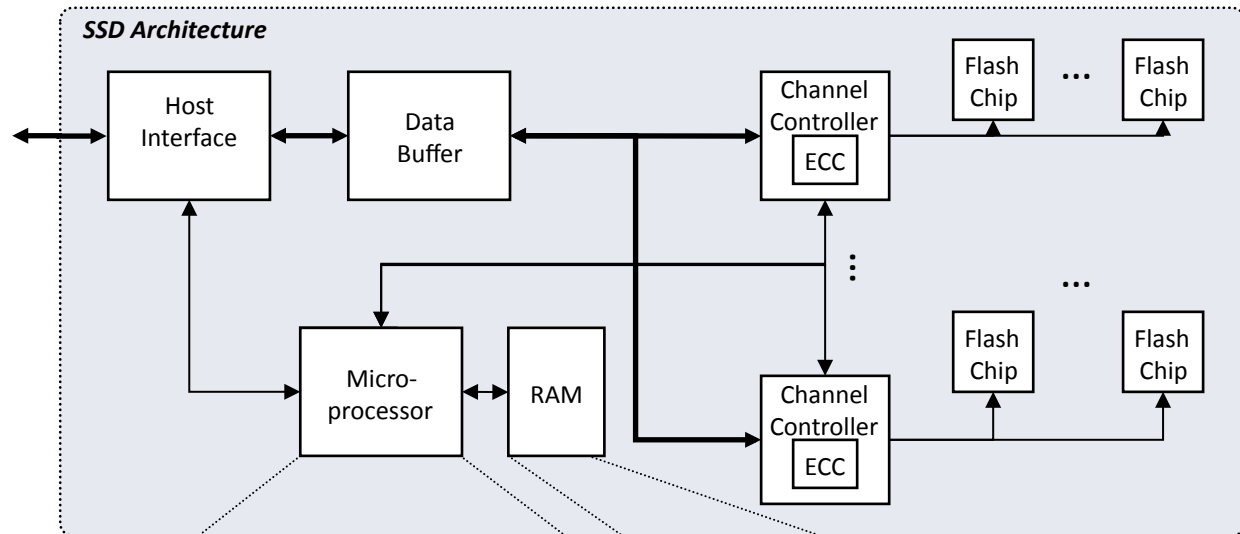 SSD Architecture
Host
Interface
Data
Buffer
Channel
Controller
ECC
Flash
Chip
...
Flash
Chip
...
Micro-
processor
RAM
Channel
Controller
ECC
Flash
Chip
...
Flash
Chip